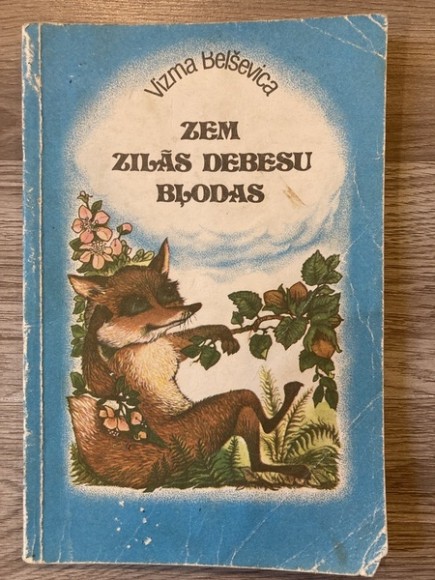 Vizma Belševica
ZEM
ZILĀS DEBESU
BĻODAS